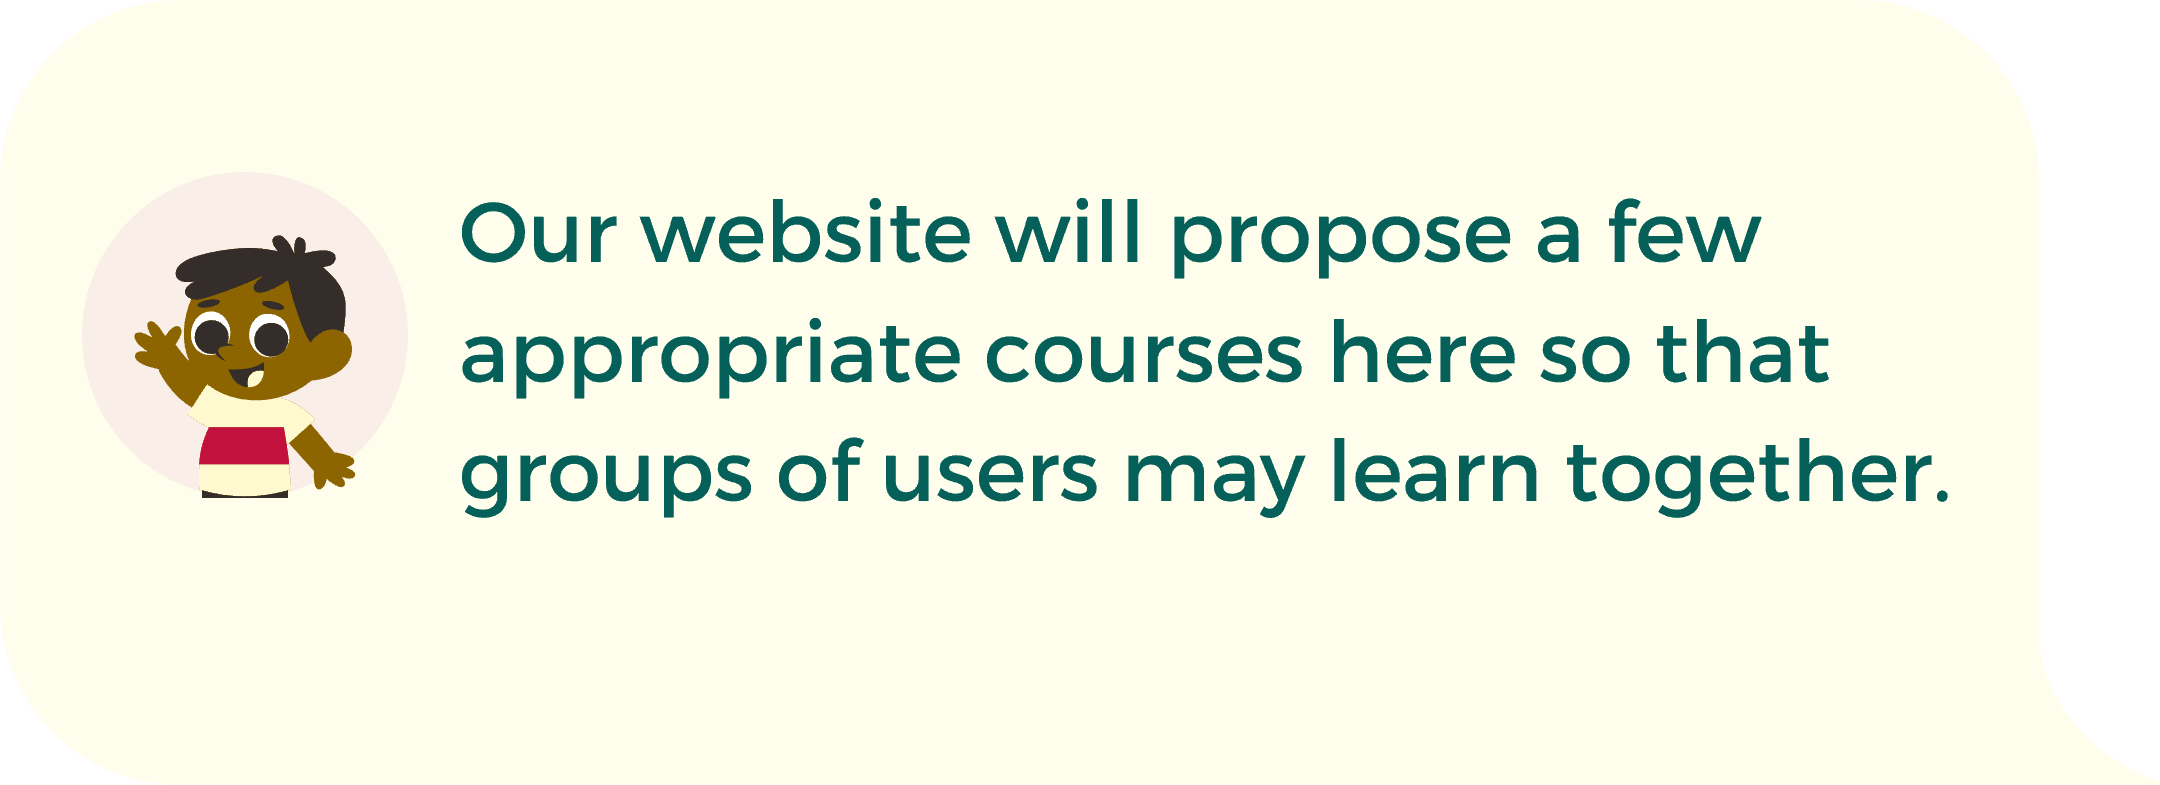 Our website will propose a few
appropriate courses here so that
groups of users may learn together.